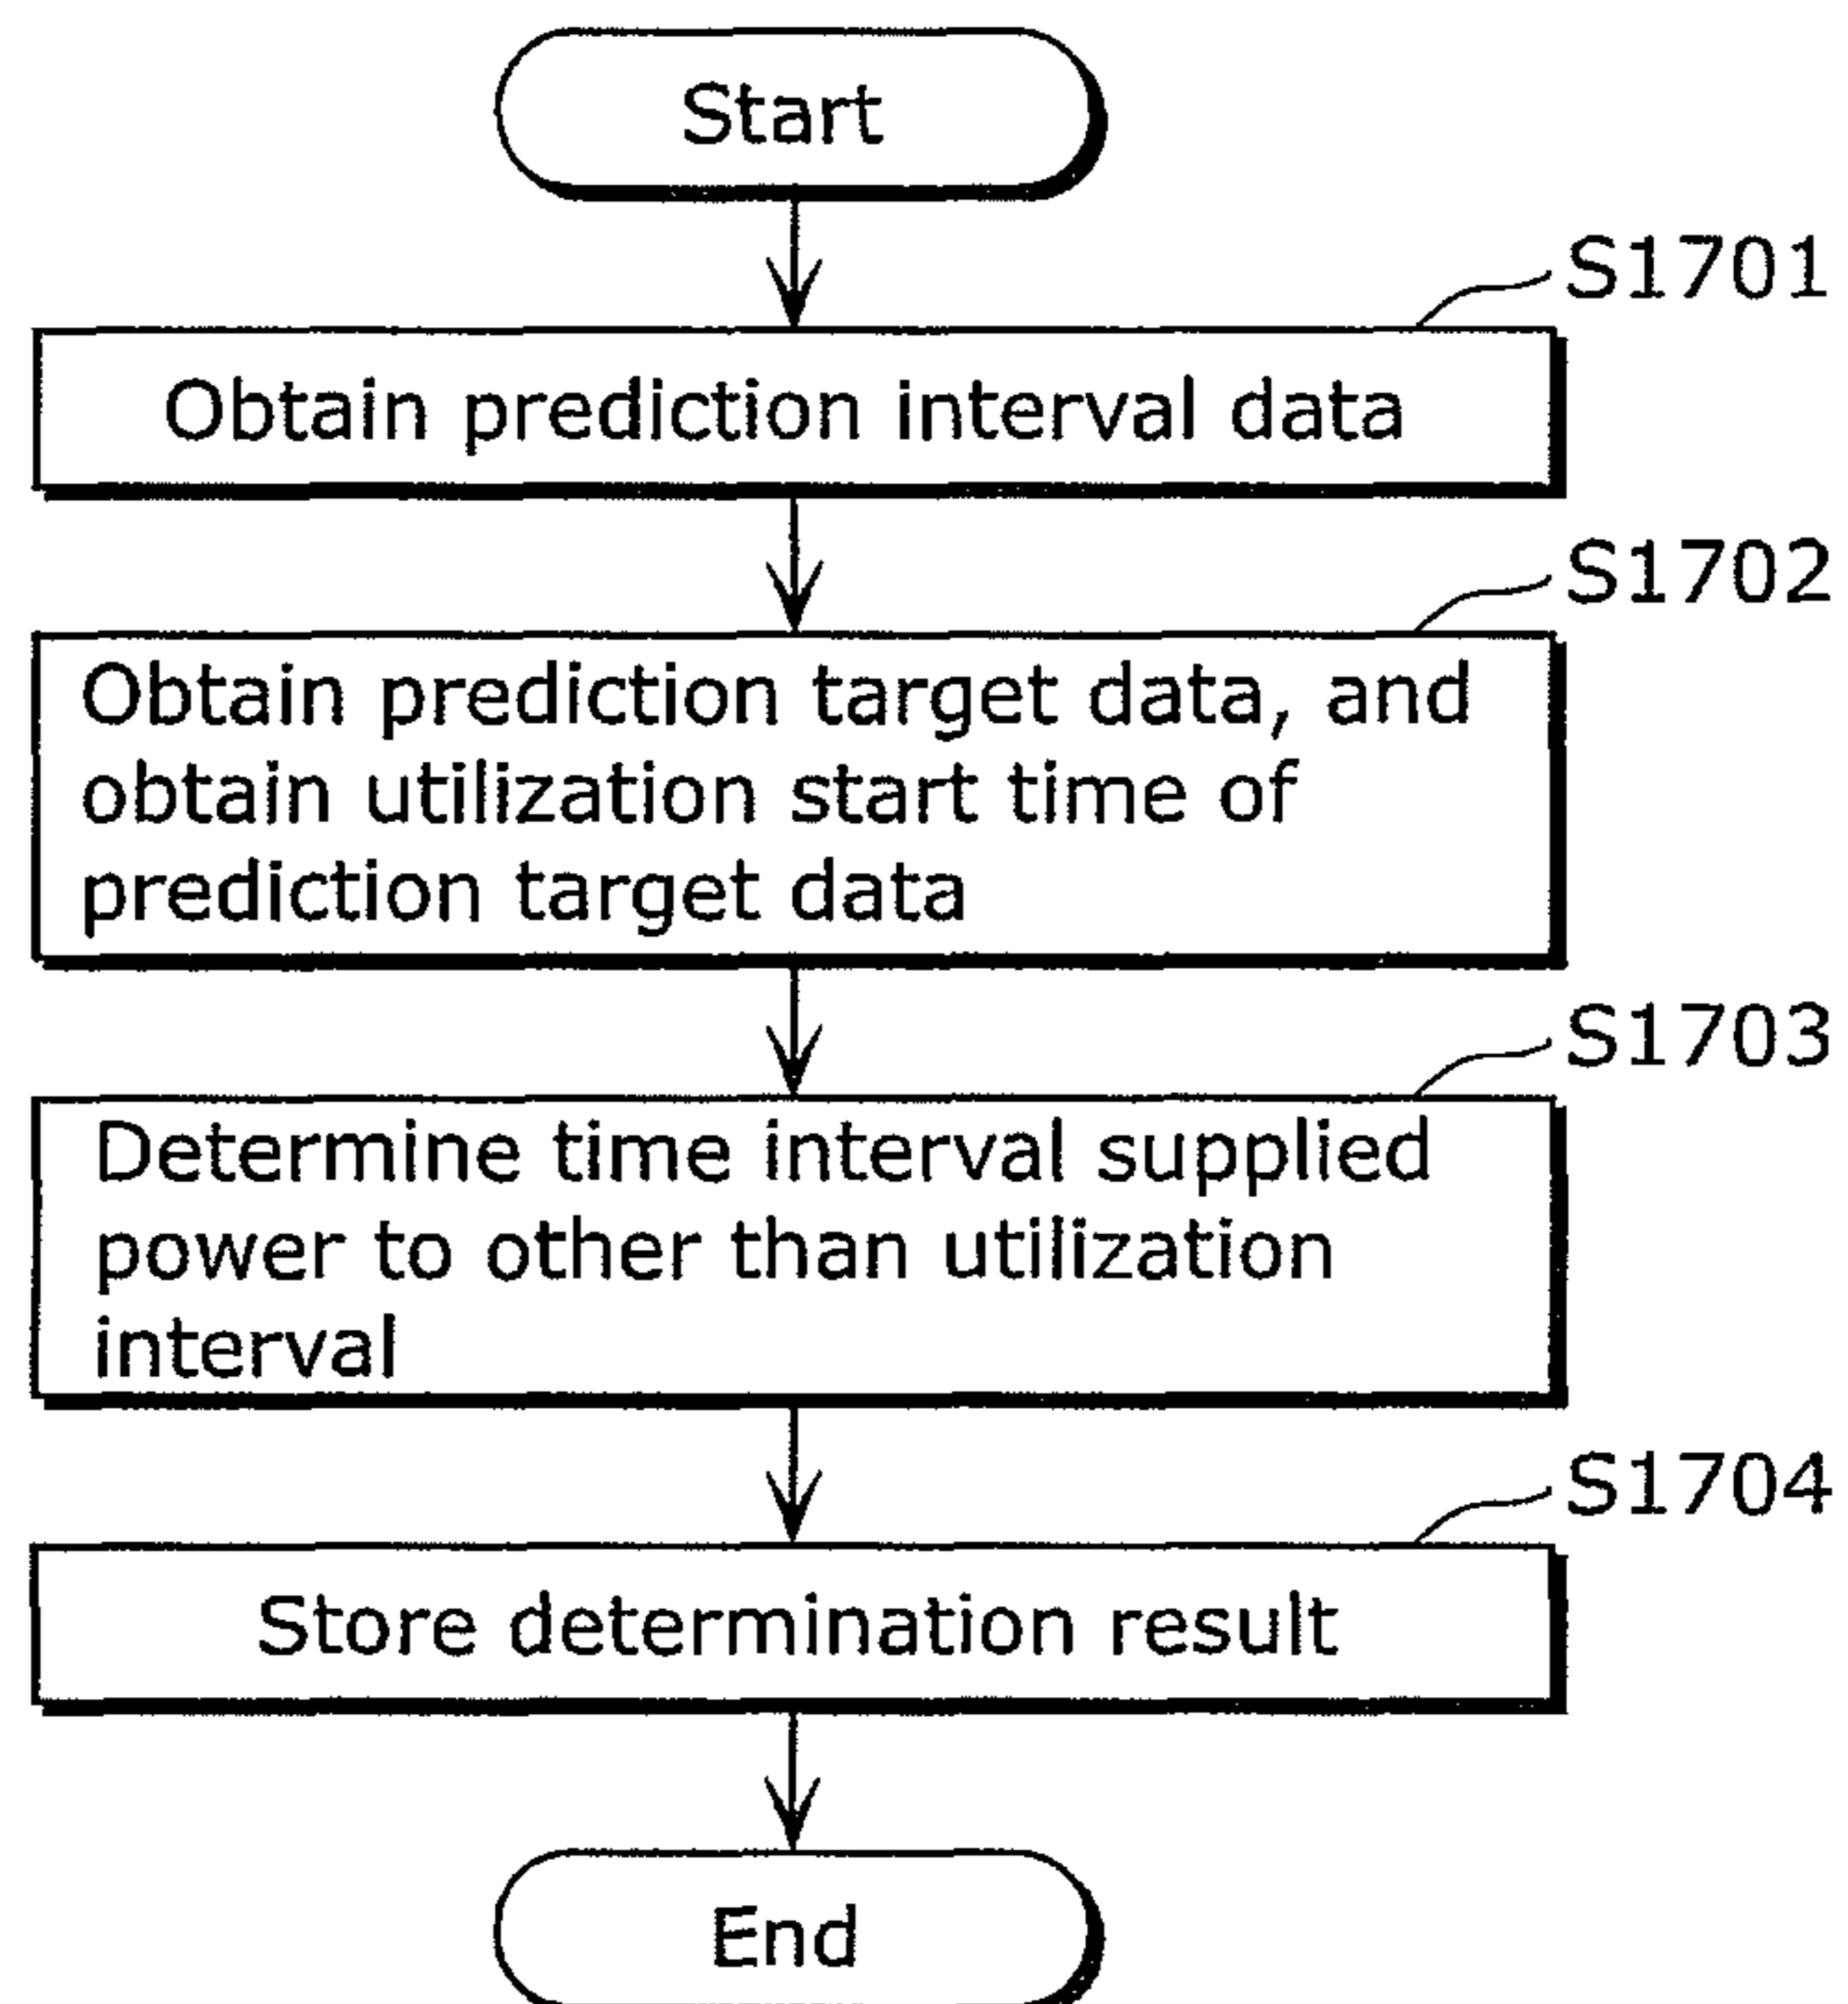 Start
S1701
Obtain prediction interval data
S1702
Obtain prediction target data, and
obtain utilization start time of
prediction target data
S1703
Determine time interval supplied
power to other than utilization
interval
S1704
Store determination result
End